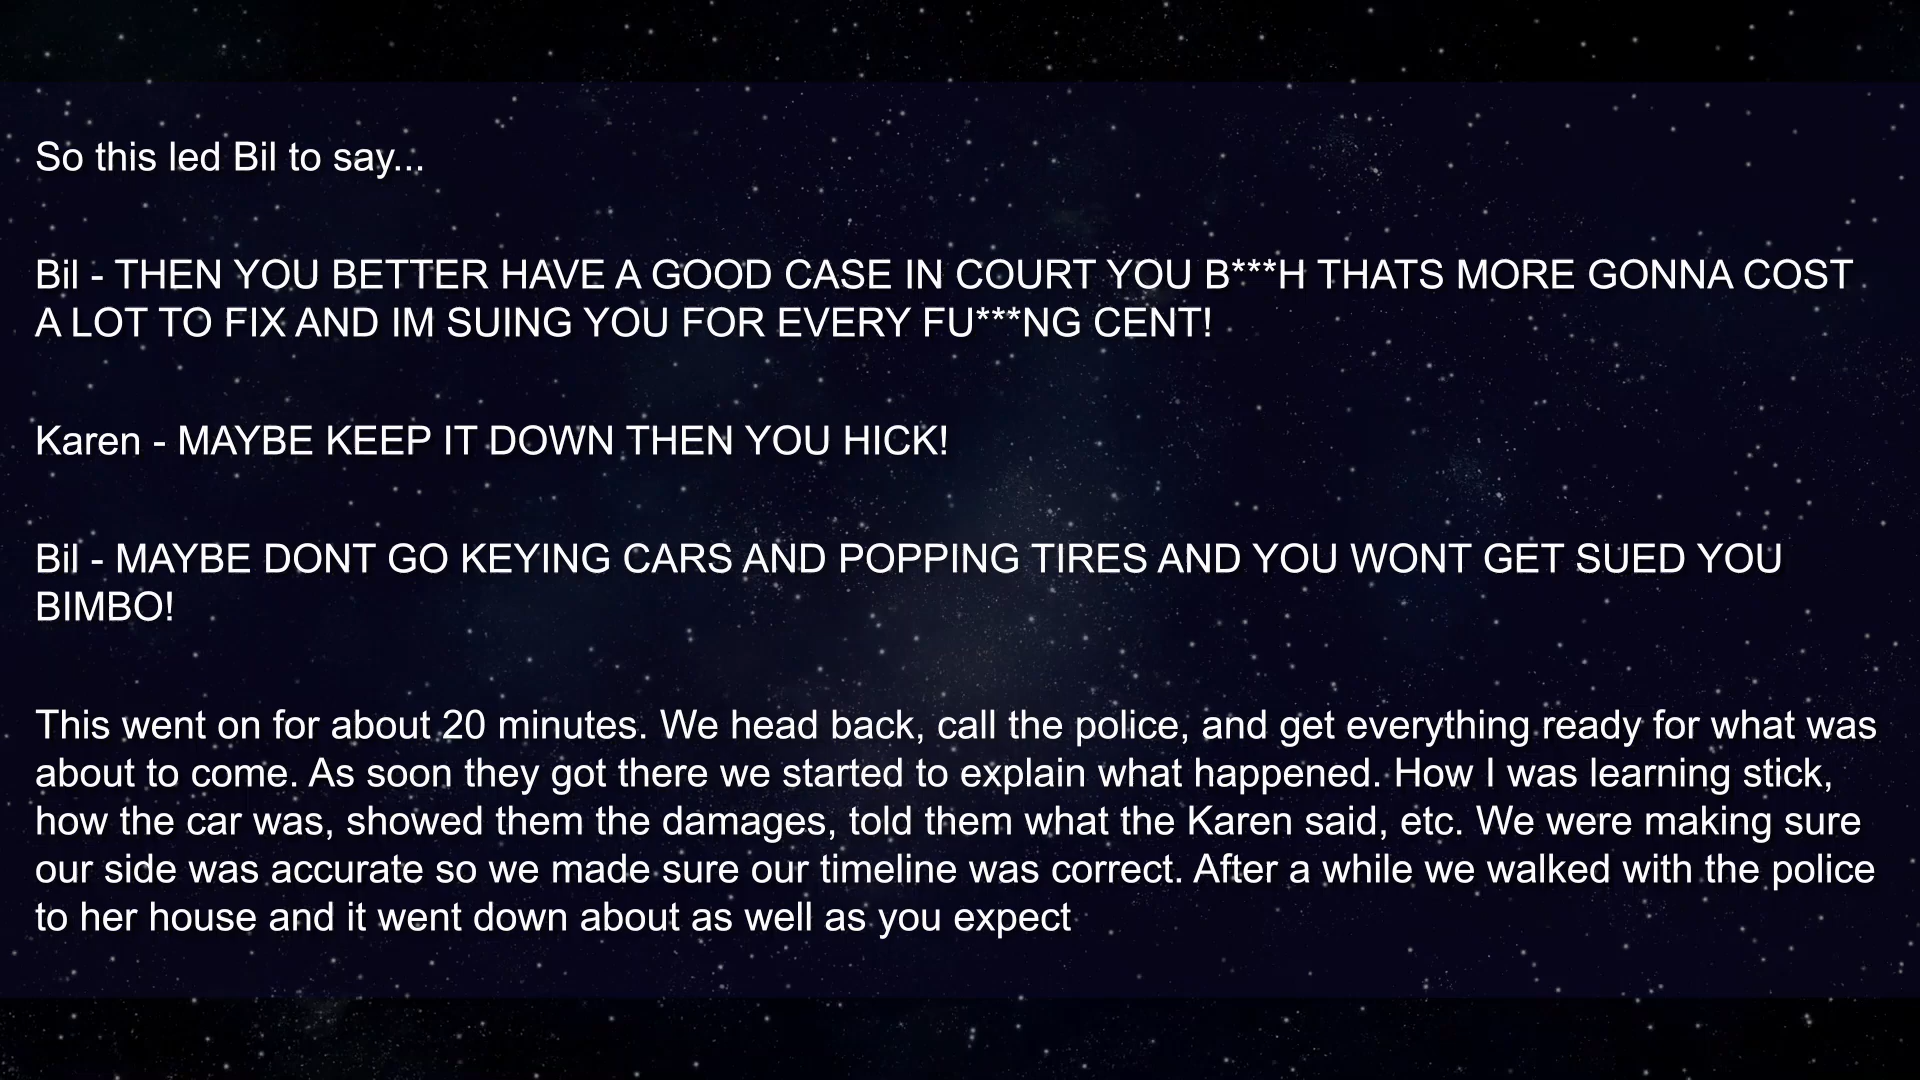 So this led Bil to say...
Bil - THEN YOU BETTER HAVE A GOOD CASE IN COURT YOU B***H THATS MORE GONNA COST
A LOT TO FIX AND IM SUING YOU FOR EVERY FU***NG CENT!
Karen - MAYBE KEEP IT DOWN THEN YOU HICK!
Bil - MAYBE DONT GO KEYING CARS AND POPPING TIRES AND YOU WONT GET SUED YOU
BIMBO!
This went on for about 20 minutes. We head back, call the police, and get everything ready for what was
about to come. As soon they got there we started to explain what happened. How I was learning stick,
how the car was, showed them the damages, told them what the Karen said, etc. We were making sure
our side was accurate so we made sure our timeline was correct. After a while we walked with the police
to her house and it went down about as well as you expect